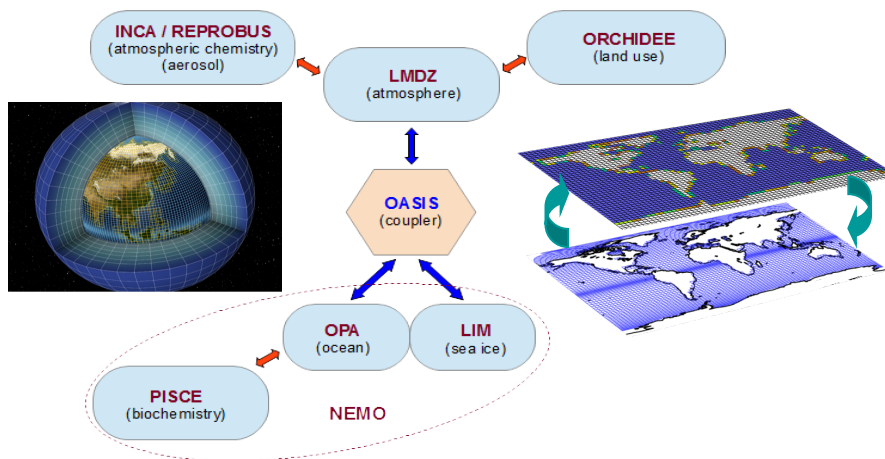 INCA / REPROBUS
(atmospheric chemistry)
(aerosol)
LMDZ
(atmosphere)
ORCHIDEE
(land use)
OASIS
(coupler)
OPA
(ocean)
LIM
(sea ice)
PISCE
(biochemistry)
NEMO